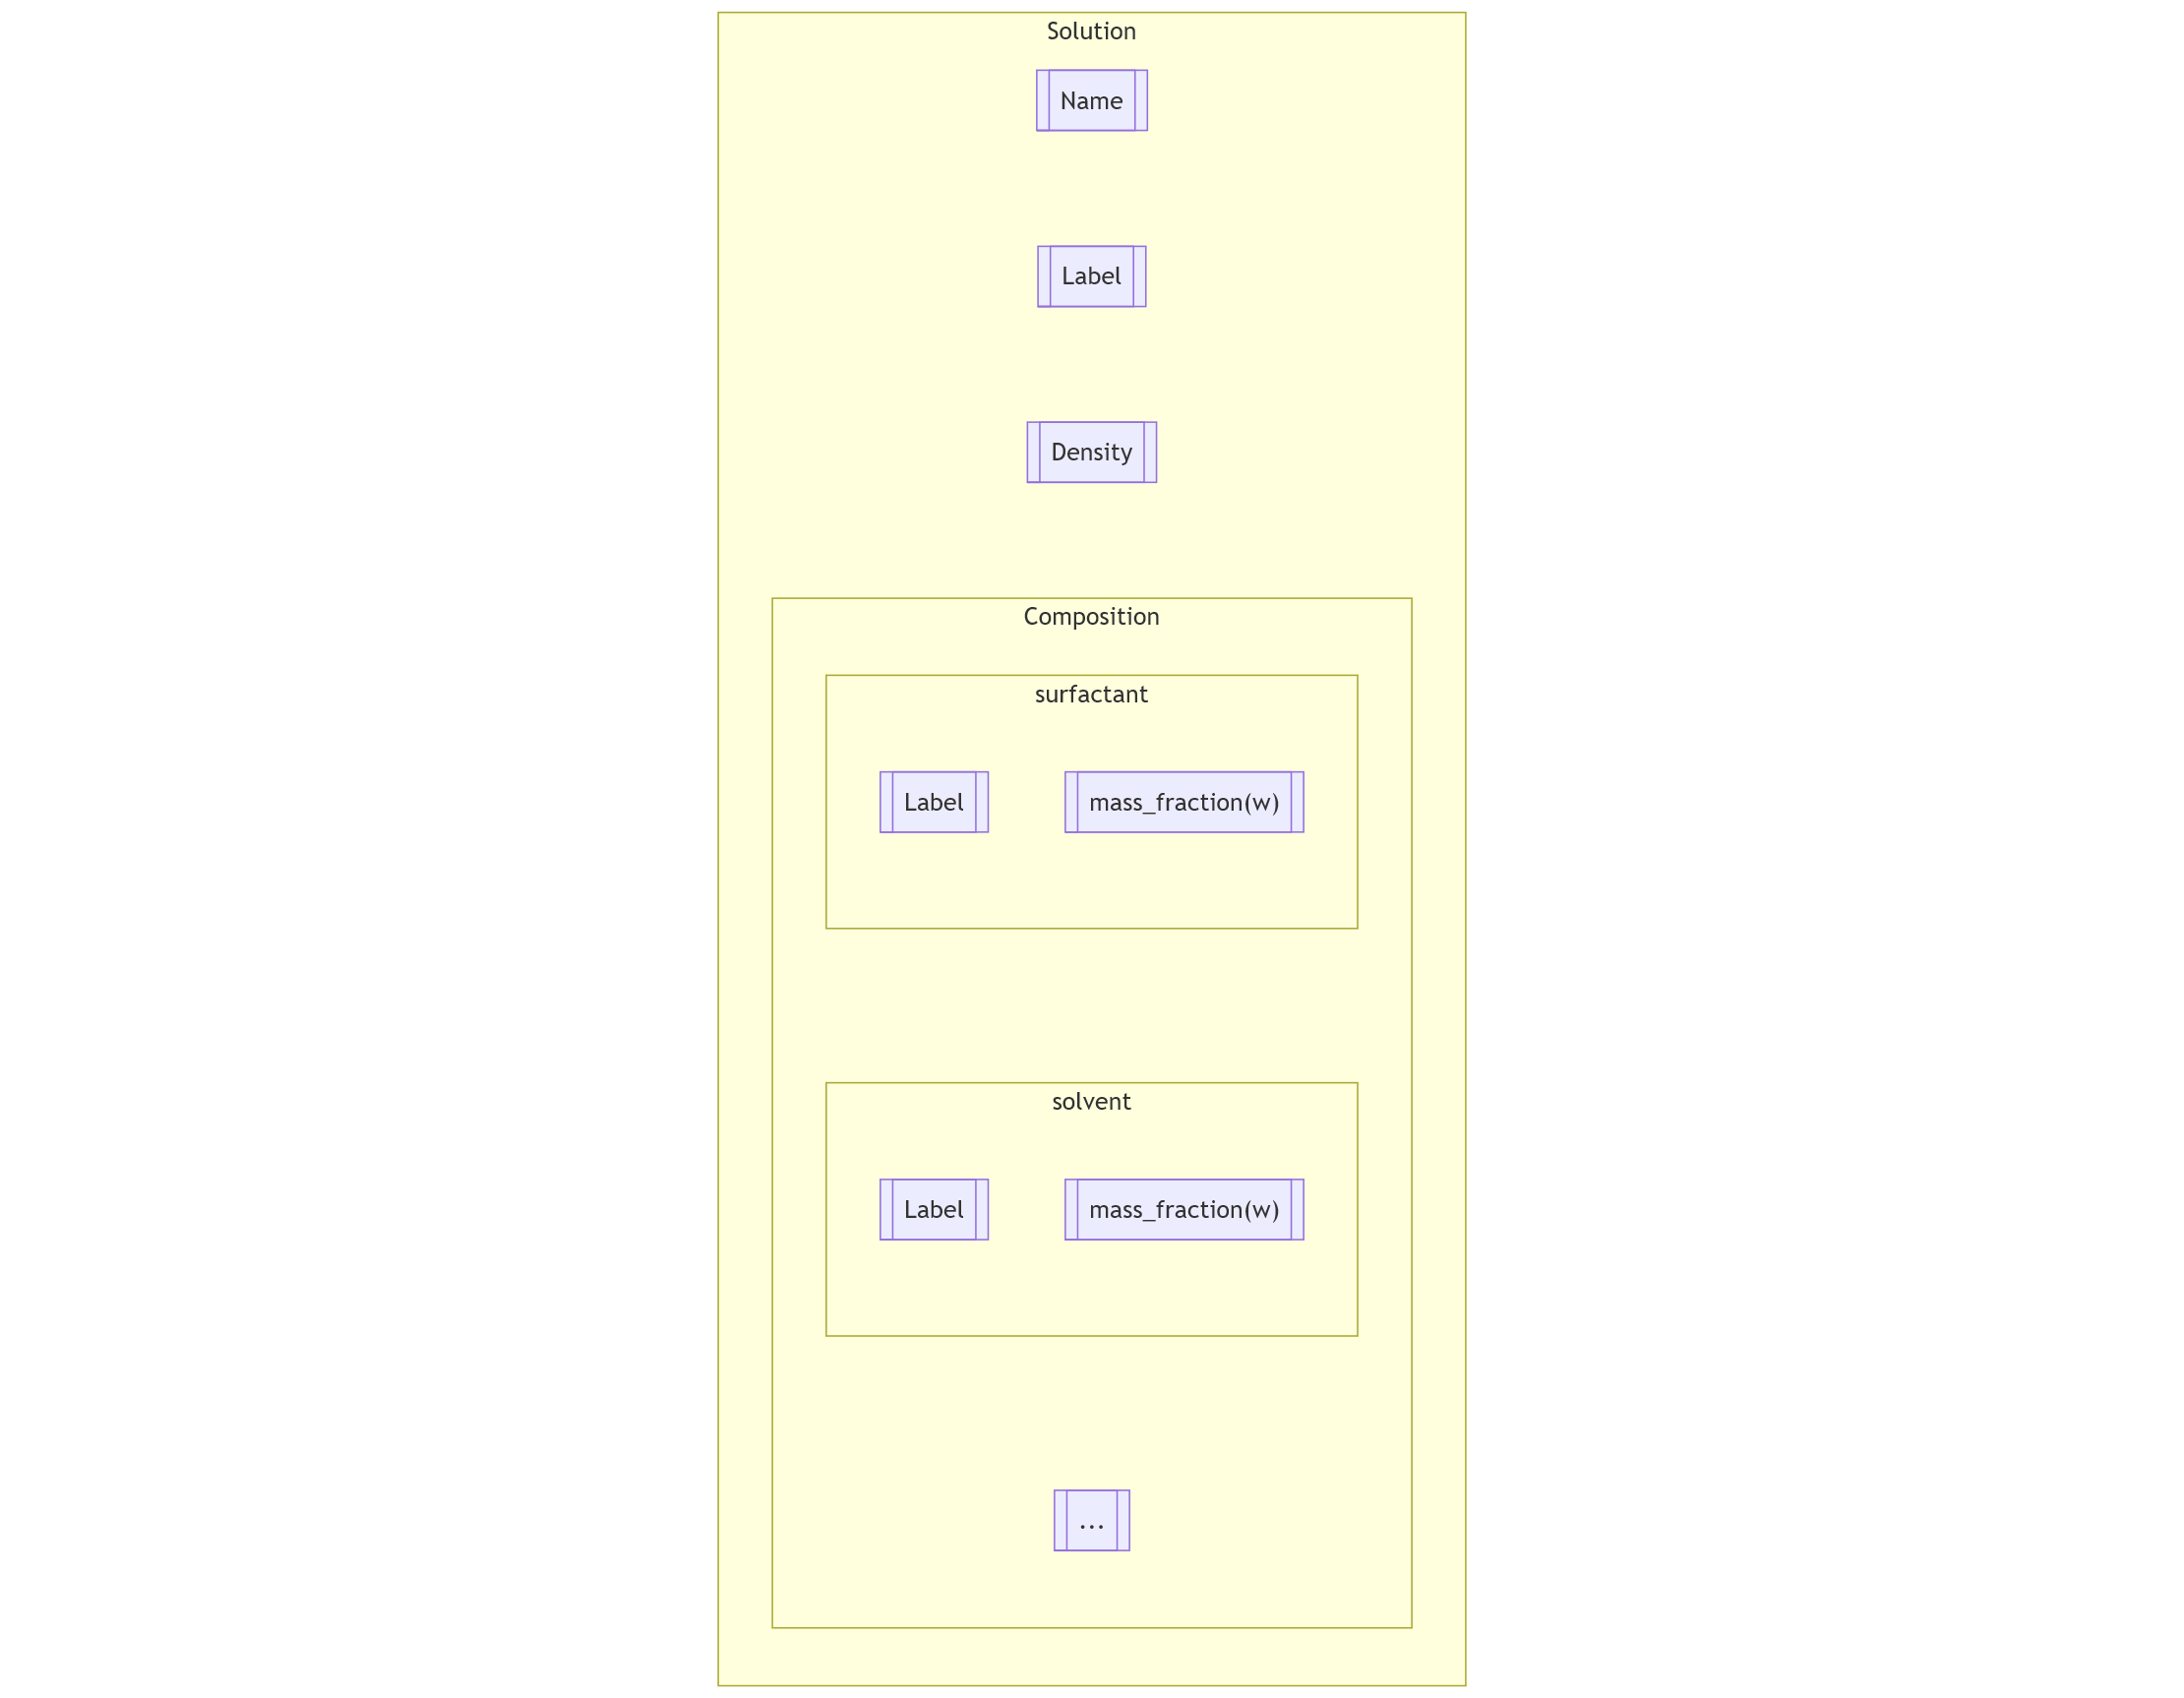 Solution
Name
Label
Density
Composition
surfactant
Label
mass_fraction(w)
solvent
Label
mass_fraction(w)
...